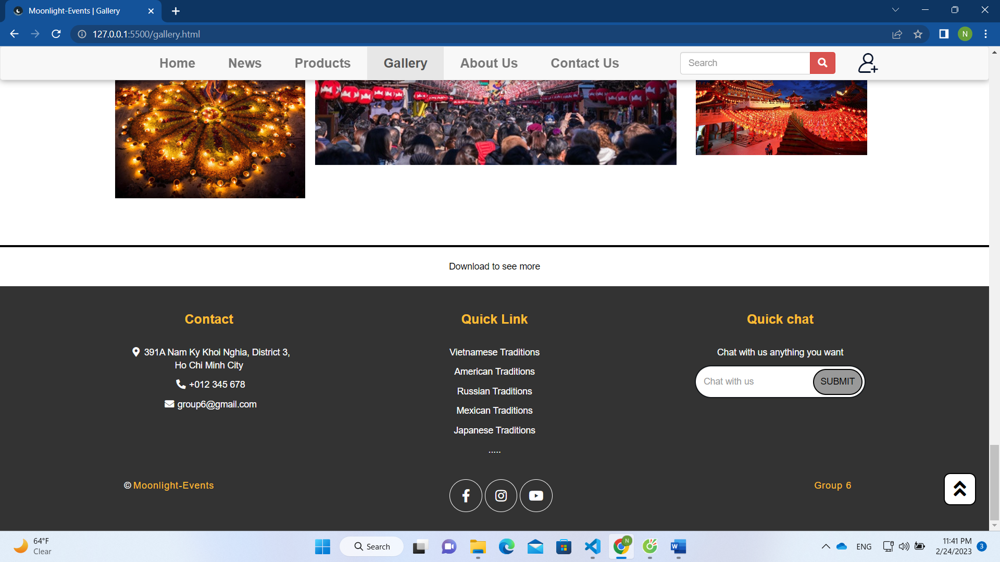 Moonlight-Events | Gallery
127.0.0.1:5500/gallery.html
N
Home News Products Gallery About Us Contact Us Search
Download to see more
Contact
391A Nam Ky Khoi Nghia, District 3,
Ho Chi Minh City
+012 345 678
group6@gmail.com
Quick Link
Vietnamese Traditions
American Traditions
Russian Traditions
Mexican Traditions
Japanese Traditions
.....
Quick chat
Chat with us anything you want
Chat with us SUBMIT
© Moonlight-Events
Group 6
64°F
Clear
Search
N
W
ENG
11:41 PM
2/24/2023
3